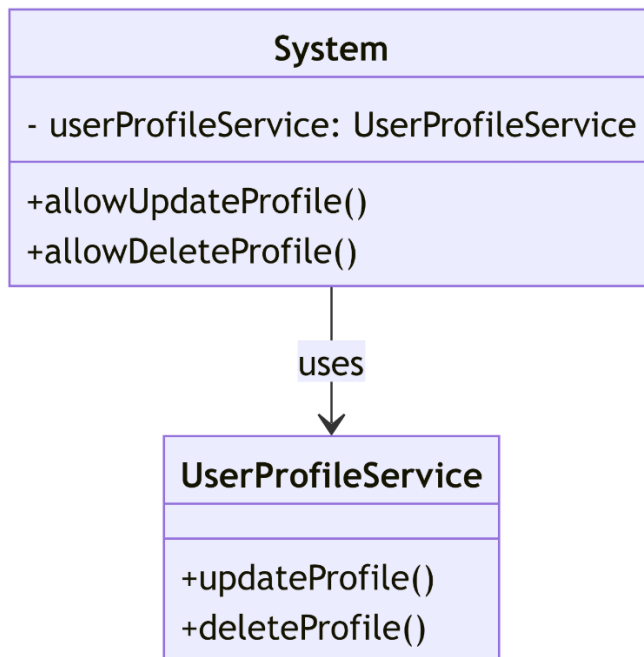 System
- userProfileService: UserProfileService
+allowUpdateProfile()
+allowDeleteProfile()
uses
UserProfileService
+updateProfile()
+deleteProfile()